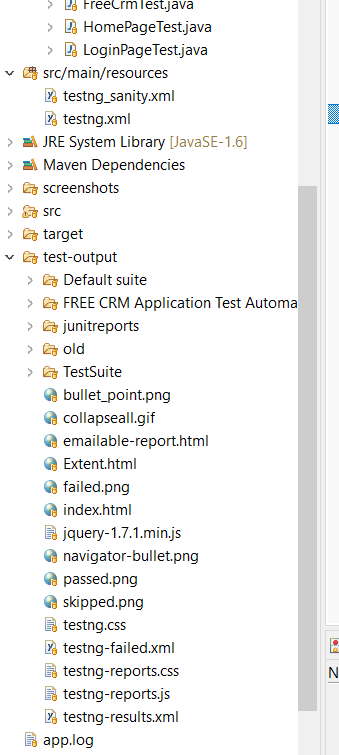 FreeCrmTest.java
HomePageTest.java
LoginPageTest.java
src/main/resources
testng_sanity.xml
testng.xml
JRE System Library [JavaSE-1.6]
Maven Dependencies
screenshots
src
target
test-output
Default suite
FREE CRM Application Test Automa
junitreports
old
TestSuite
bullet_point.png
collapseall.gif
emailable-report.html
Extent.html
failed.png
index.html
jquery-1.7.1.min.js
navigator-bullet.png
passed.png
skipped.png
testng.css
testng-failed.xml
testng-reports.css
testng-reports.js
testng-results.xml
app.log
N